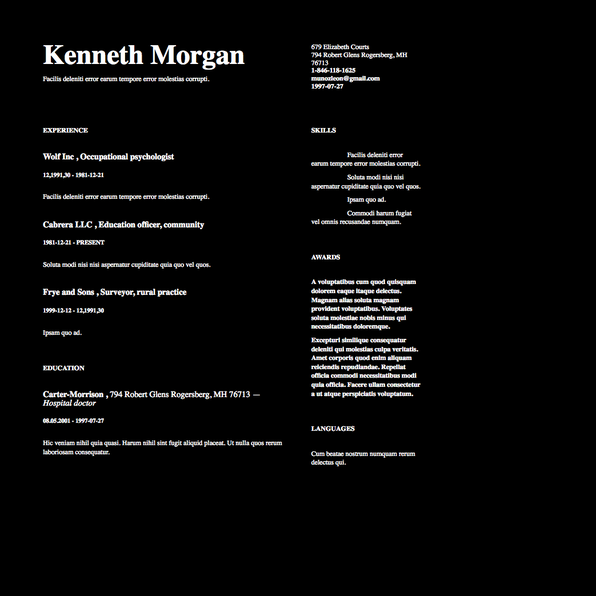 Kenneth Morgan
Facilis deleniti error earum tempore error molestias corrupti.
679 Elizabeth Courts
794 Robert Glens Rogersberg, MH
76713
1-846-118-1625
munozleon@gmail.com
1997-07-27
EXPERIENCE
Wolf Inc , Occupational psychologist
12,1991,30 - 1981-12-21
Facilis deleniti error earum tempore error molestias corrupti.
Cabrera LLC , Education officer, community
1981-12-21 - PRESENT
Soluta modi nisi nisi aspernatur cupiditate quia quo vel quos.
Frye and Sons , Surveyor, rural practice
1999-12-12 - 12,1991,30
Ipsam quo ad.
EDUCATION
Carter-Morrison , 794 Robert Glens Rogersberg, MH 76713 —
Hospital doctor
08.05.2001 - 1997-07-27
Hic veniam nihil quia quasi. Harum nihil sint fugit aliquid placeat. Ut nulla quos rerum
laboriosam consequatur.
SKILLS
Facilis deleniti error
earum tempore error molestias corrupti.
Soluta modi nisi nisi
aspernatur cupiditate quia quo vel quos.
Ipsam quo ad.
Commodi harum fugiat
vel omnis recusandae numquam.
AWARDS
A voluptatibus cum quod quisquam
dolorem eaque itaque delectus.
Magnam alias soluta magnam
provident voluptatibus. Voluptates
soluta molestiae nobis minus qui
necessitatibus doloremque.
Excepturi similique consequatur
deleniti qui molestias culpa veritatis.
Amet corporis quod enim aliquam
reiciendis repudiandae. Repellat
officia commodi necessitatibus modi
quia officia. Facere ullam consectetur
a ut atque perspiciatis voluptatum.
LANGUAGES
Cum beatae nostrum numquam rerum
delectus qui.